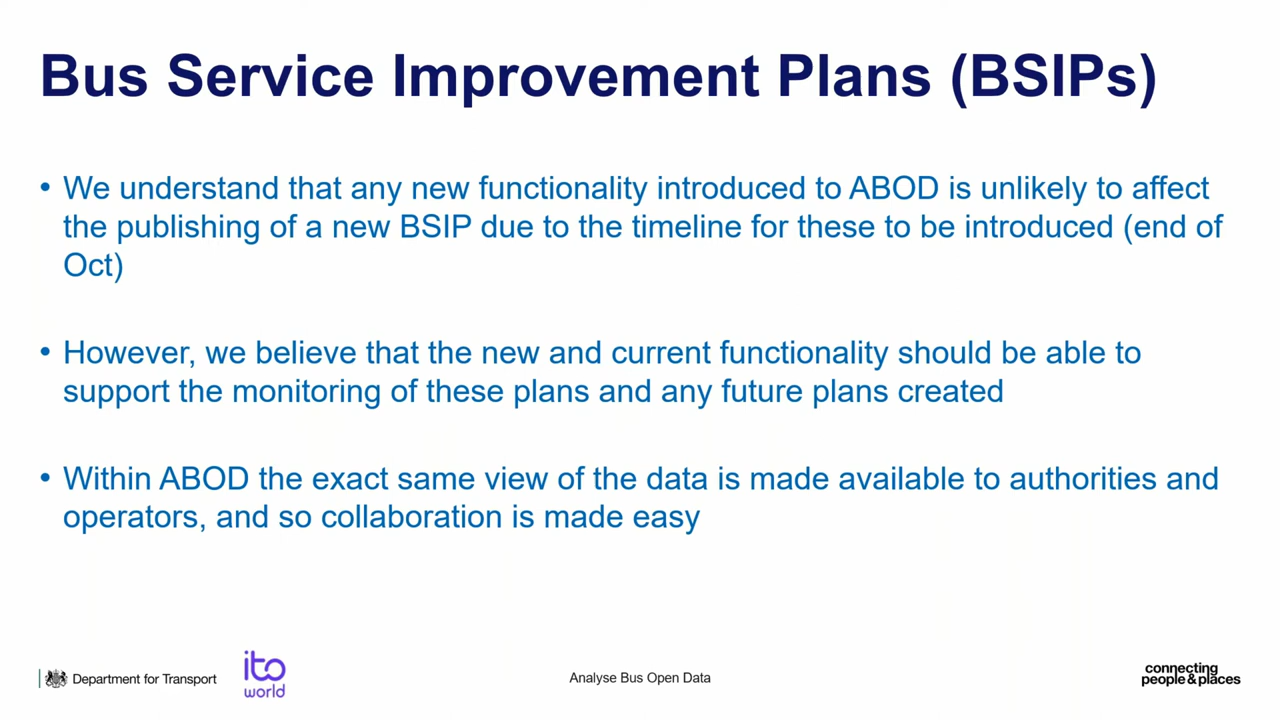 Bus Service Improvement Plans (BSIPs)
• We understand that any new functionality introduced to ABOD is unlikely to affect
the publishing of a new BSIP due to the timeline for these to be introduced (end of
Oct)
• However, we believe that the new and current functionality should be able to
support the monitoring of these plans and any future plans created
• Within ABOD the exact same view of the data is made available to authorities and
operators, and so collaboration is made easy
Department for Transport
ito
world
Analyse Bus Open Data
connecting
people&places